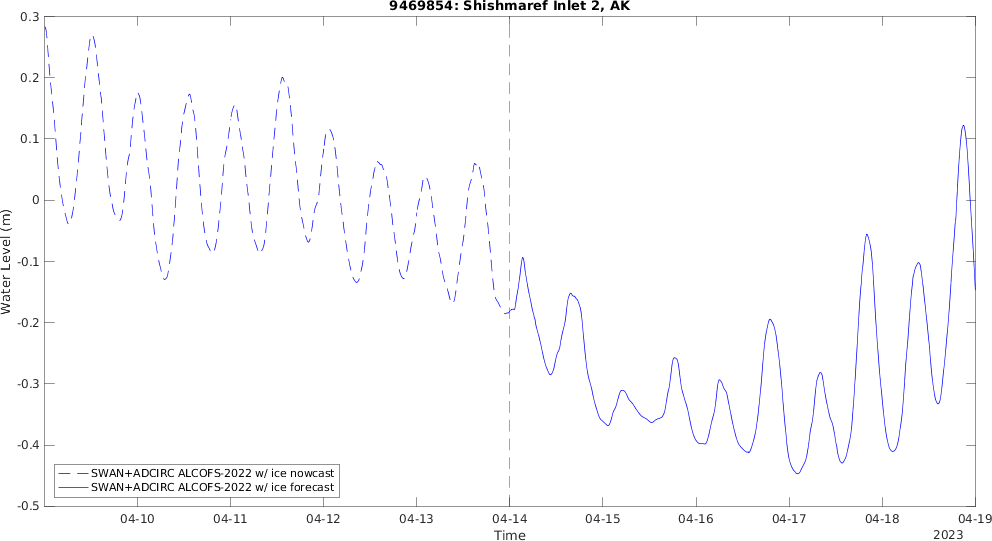 9469854: Shishmaref Inlet 2, AK
0.3
0.2
0.1
0
-0.1
-0.2
-0.3
-0.4
-0.5
Water Level (m)
SWAN+ADCIRC ALCOFS-2022 w/ ice nowcast
SWAN+ADCIRC ALCOFS-2022 w/ ice forecast
04-10 04-11 04-12 04-13 04-14 04-15 04-16 04-17 04-18 04-19
Time
2023